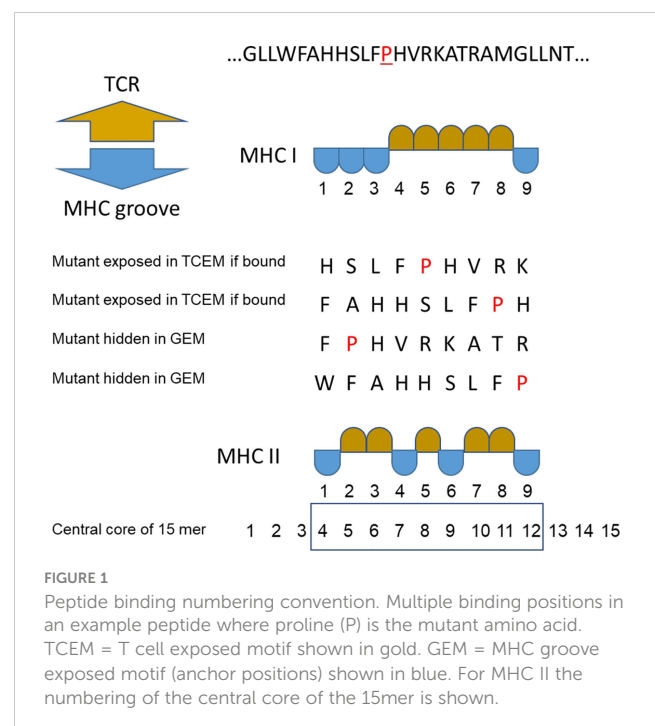 ...GLLWFAHHSLFPHVRKATRAMGLLNT...
TCR
MHC groove
MHC I
1 2 3 4 5 6 7 8 9
Mutant exposed in TCEM if bound H S L F P H V R K
Mutant exposed in TCEM if bound F A H H S L F P H
Mutant hidden in GEM F P H V R K A T R
Mutant hidden in GEM W F A H H S L F P
MHC II
1 2 3 4 5 6 7 8 9
Central core of 15 mer 1 2 3 4 5 6 7 8 9 10 11 12 13 14 15
FIGURE 1
Peptide binding numbering convention. Multiple binding positions in
an example peptide where proline (P) is the mutant amino acid.
TCEM = T cell exposed motif shown in gold. GEM = MHC groove
exposed motif (anchor positions) shown in blue. For MHC II the
numbering of the central core of the 15mer is shown.